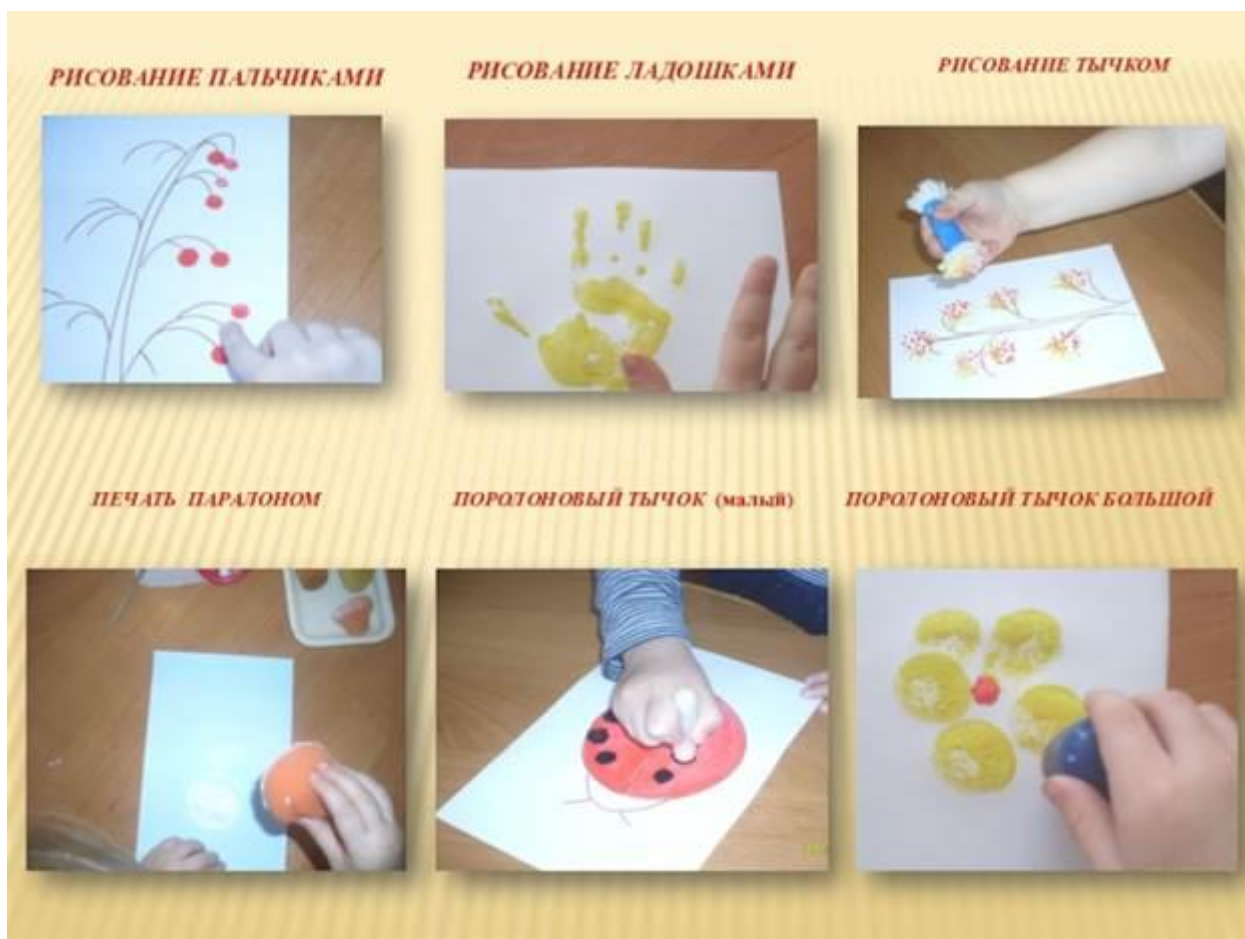 РИСОВАНИЕ ПАЛЬЧИКАМИ
РИСОВАНИЕ ЛАДОШКАМИ
РИСОВАНИЕ ТЫЧКОМ
ПЕЧАТЬ ПАРАЛОНОМ
ПОРОЛОНОВЫЙ ТЫЧОК (малый)
ПОРОЛОНОВЫЙ ТЫЧОК БОЛЬШОЙ